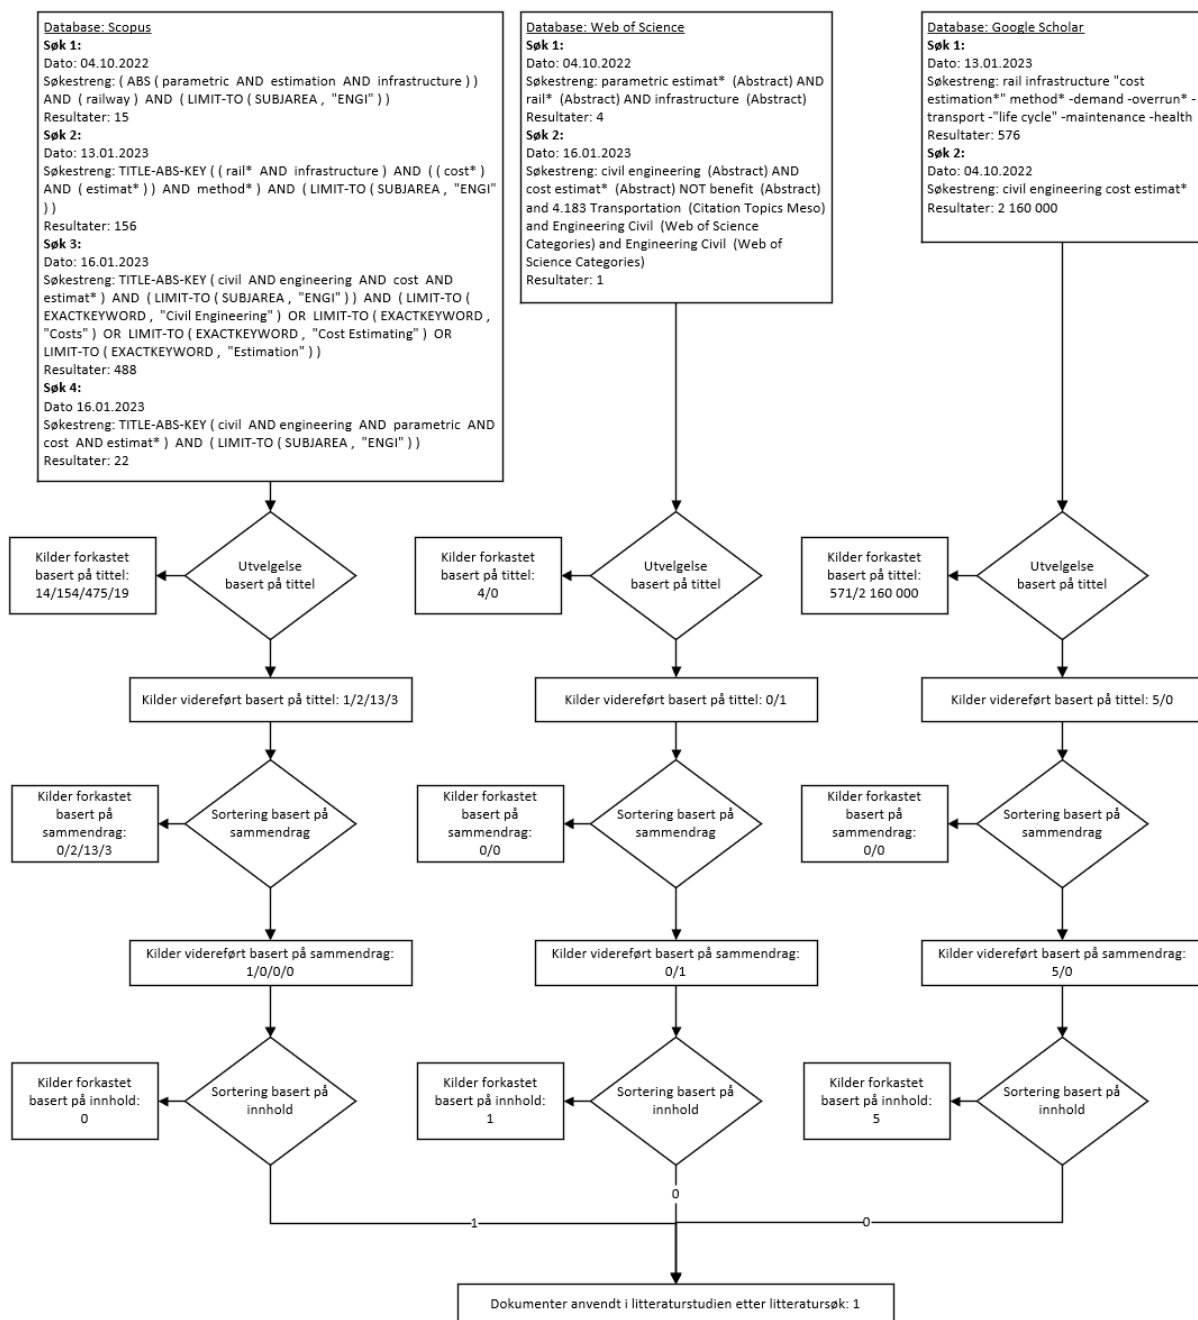 Database: Scopus
Søk 1:
Dato: 04.10.2022
Søkestreng: ( ABS ( parametric AND estimation AND infrastructure ) )
AND ( railway ) AND ( LIMIT-TO ( SUBJAREA , "ENGI" ) )
Resultater: 15
Søk 2:
Dato: 13.01.2023
Søkestreng: TITLE-ABS-KEY ( ( rail* AND infrastructure ) AND ( ( cost* )
AND ( estimat* ) ) AND method* ) AND ( LIMIT-TO ( SUBJAREA , "ENGI"
) )
Resultater: 156
Søk 3:
Dato: 16.01.2023
Søkestreng: TITLE-ABS-KEY ( civil AND engineering AND cost AND
estimat* ) AND ( LIMIT-TO ( SUBJAREA , "ENGI" ) ) AND ( LIMIT-TO (
EXACTKEYWORD , "Civil Engineering" ) OR LIMIT-TO ( EXACTKEYWORD ,
"Costs" ) OR LIMIT-TO ( EXACTKEYWORD , "Cost Estimating" ) OR
LIMIT-TO ( EXACTKEYWORD , "Estimation" ) )
Resultater: 488
Søk 4:
Dato 16.01.2023
Søkestreng: TITLE-ABS-KEY ( civil AND engineering AND parametric AND
cost AND estimat* ) AND ( LIMIT-TO ( SUBJAREA , "ENGI" ) )
Resultater: 22
Database: Web of Science
Søk 1:
Dato: 04.10.2022
Søkestreng: parametric estimat* (Abstract) AND
rail* (Abstract) AND infrastructure (Abstract)
Resultater: 4
Søk 2:
Dato: 16.01.2023
Søkestreng: civil engineering (Abstract) AND
cost estimat* (Abstract) NOT benefit (Abstract)
and 4.183 Transportation (Citation Topics Meso)
and Engineering Civil (Web of Science
Categories) and Engineering Civil (Web of
Science Categories)
Resultater: 1
Database: Google Scholar
Søk 1:
Dato: 13.01.2023
Søkestreng: rail infrastructure "cost
estimation*" method* -demand -overrun* -
transport -"life cycle" -maintenance -health
Resultater: 576
Søk 2:
Dato: 04.10.2022
Søkestreng: civil engineering cost estimat*
Resultater: 2 160 000
Kilder forkastet
basert på tittel:
14/154/475/19
Utvelgelse
basert på tittel
Kilder forkastet
basert på tittel:
4/0
Utvelgelse
basert på tittel
Kilder forkastet
basert på tittel:
571/2 160 000
Utvelgelse
basert på tittel
Kilder videreført basert på tittel: 1/2/13/3
Kilder videreført basert på tittel: 0/1
Kilder videreført basert på tittel: 5/0
Kilder forkastet
basert på
sammendrag:
0/2/13/3
Sortering basert på
sammendrag
Kilder forkastet
basert på
sammendrag:
0/0
Sortering basert på
sammendrag
Kilder forkastet
basert på
sammendrag:
0/0
Sortering basert på
sammendrag
Kilder videreført basert på sammendrag:
1/0/0/0
Kilder videreført basert på sammendrag:
0/1
Kilder videreført basert på sammendrag:
5/0
Kilder forkastet
basert på innhold:
0
Sortering basert på
innhold
Kilder forkastet
basert på innhold:
1
Sortering basert på
innhold
Kilder forkastet
basert på innhold:
5
Sortering basert på
innhold
0
1
0
Dokumenter anvendt i litteraturstudien etter litteratursøk: 1